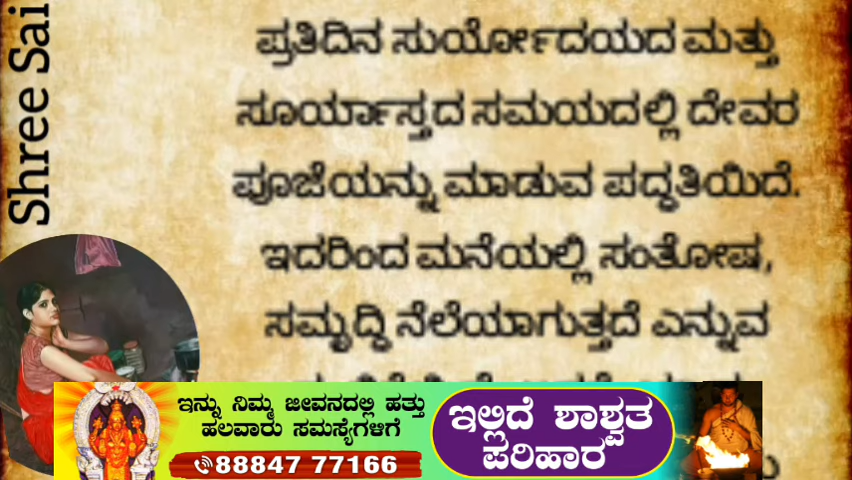 Shree Sai
ಪ್ರತಿದಿನ ಸುರ್ಯೋದಯದ ಮತ್ತು
ಸೂರ್ಯಾಸ್ತದ ಸಮಯದಲ್ಲಿ ದೇವರ
ಪೂಜೆಯನ್ನು ಮಾಡುವ ಪದ್ಧತಿಯಿದೆ.
ಇದರಿಂದ ಮನೆಯಲ್ಲಿ ಸಂತೋಷ,
ಸಮೃದ್ಧಿ ನೆಲೆಯಾಗುತ್ತದೆ ಎನ್ನುವ
ಇನ್ನು ನಿಮ್ಮ ಜೀವನದಲ್ಲಿ ಹತ್ತು
ಹಲವಾರು ಸಮಸ್ಯೆಗಳಿಗೆ
88847 77166
ಇಲ್ಲಿದೆ ಶಾಶ್ವತ
ಪರಿಹಾರ